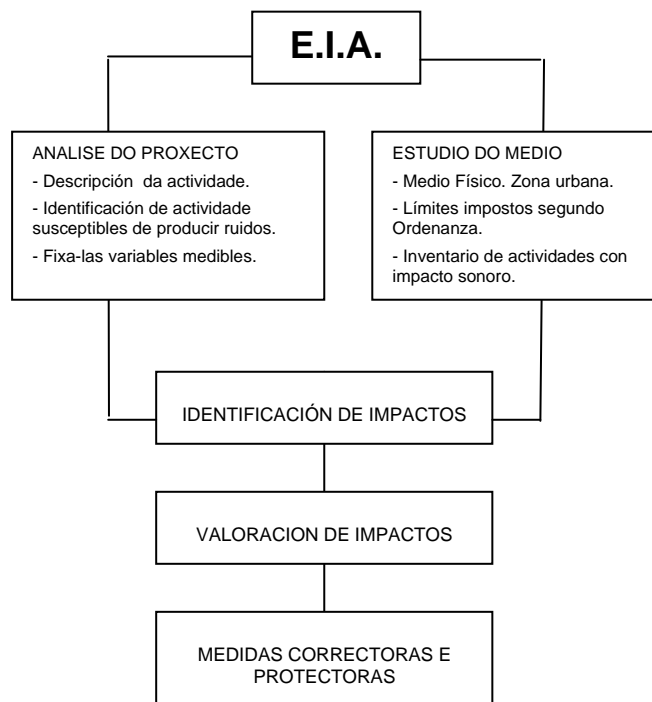 E.I.A.
ANALISE DO PROXECTO
- Descripción da actividade.
- Identificación de actividade
susceptibles de producir ruidos.
- Fixa-las variables medibles.
ESTUDIO DO MEDIO
- Medio Físico. Zona urbana.
- Límites impostos segundo
Ordenanza.
- Inventario de actividades con
impacto sonoro.
IDENTIFICACIÓN DE IMPACTOS
VALORACION DE IMPACTOS
MEDIDAS CORRECTORAS E
PROTECTORAS